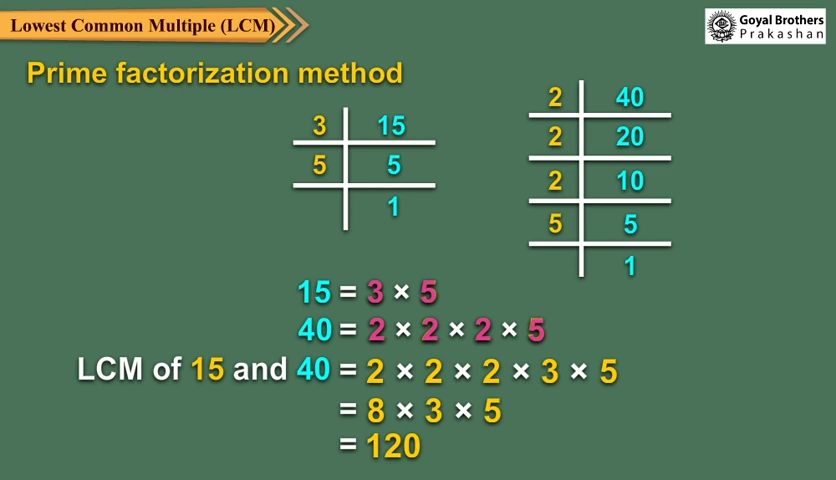 Lowest Common Multiple (LCM)
Goyal Brothers
Prakashan
Prime factorization method
3 15
5 5
1
2 40
2 20
2 10
5 5
1
15 = 3 × 5
40 = 2 × 2 × 2 × 5
LCM of 15 and 40 = 2 × 2 × 2 × 3 × 5
= 8 × 3 × 5
= 120